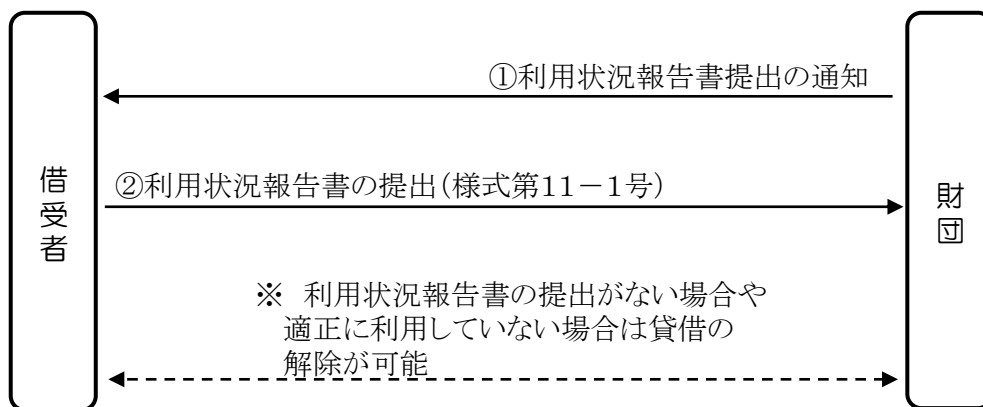 ①利用状況報告書提出の通知
借受者
②利用状況報告書の提出(様式第11-1号)
財団
※ 利用状況報告書の提出がない場合や
適正に利用していない場合は貸借の
解除が可能